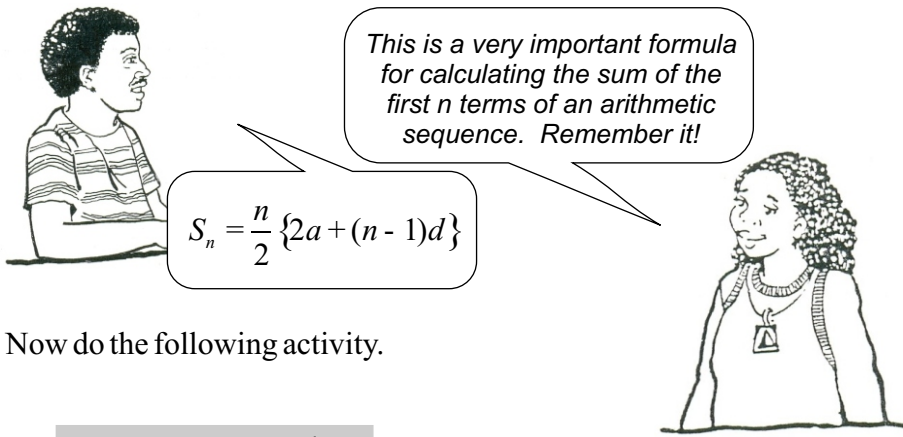 This is a very important formula
for calculating the sum of the
first n terms of an arithmetic
sequence. Remember it!
S_n = n/2 {2a + (n - 1)d}
Now do the following activity.